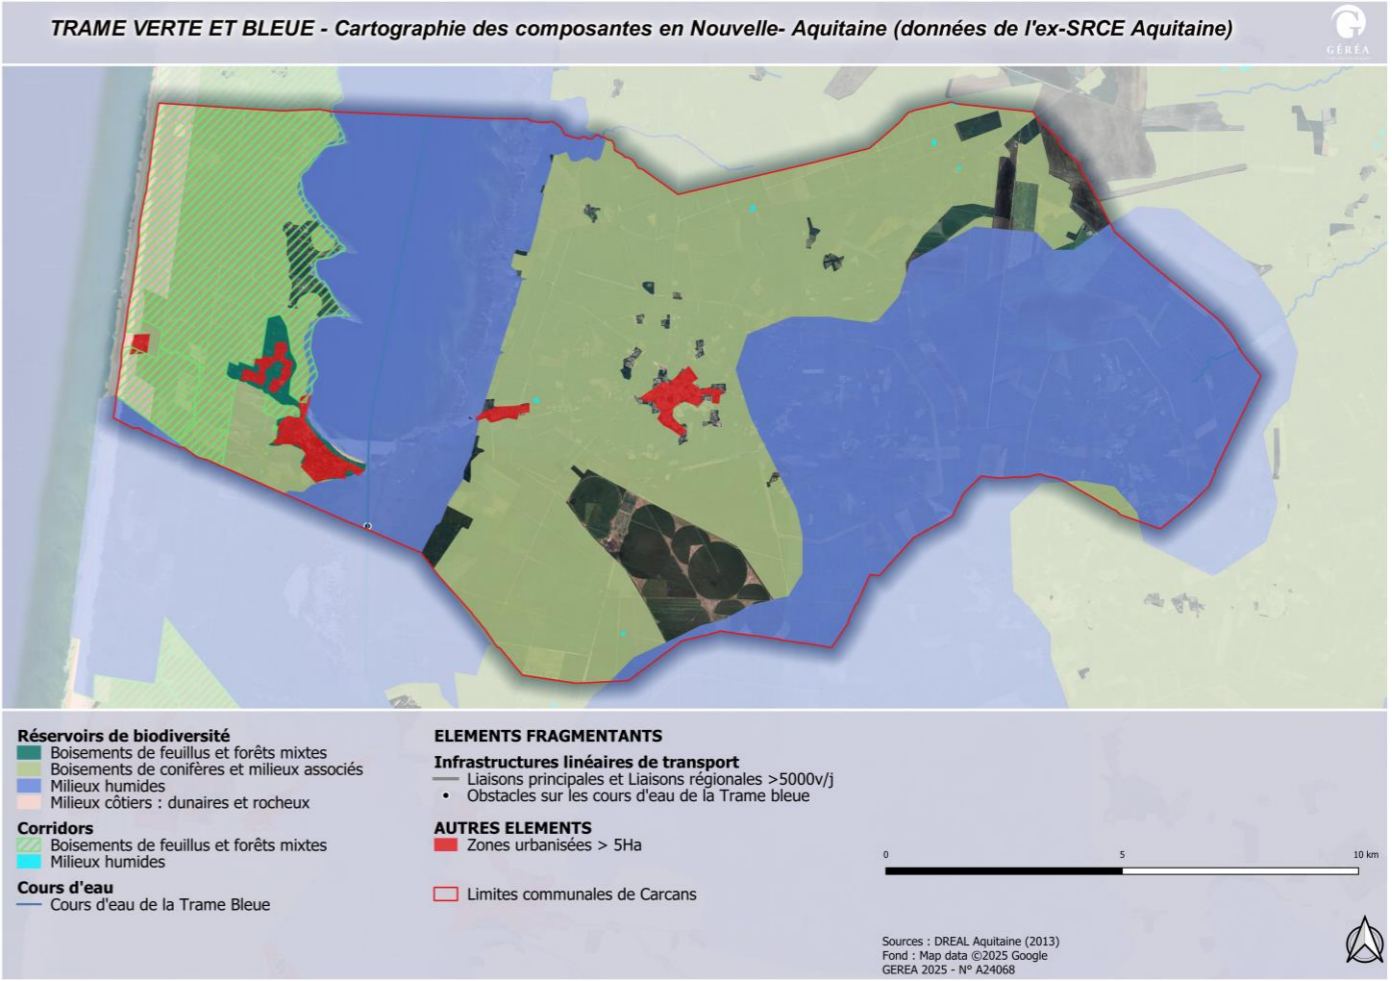 TRAME VERTE ET BLEUE - Cartographie des composantes en Nouvelle- Aquitaine (données de l'ex-SRCE Aquitaine)
GÉRÉA
Réservoirs de biodiversité
Boisements de feuillus et forêts mixtes
Boisements de conifères et milieux associés
Milieux humides
Milieux côtiers : dunaires et rocheux
Corridors
Boisements de feuillus et forêts mixtes
Milieux humides
Cours d'eau
Cours d'eau de la Trame Bleue
ELEMENTS FRAGMENTANTS
Infrastructures linéaires de transport
Liaisons principales et Liaisons régionales >5000v/j
Obstacles sur les cours d'eau de la Trame bleue
AUTRES ELEMENTS
Zones urbanisées > 5Ha
Limites communales de Carcans
0 5 10 km
Sources : DREAL Aquitaine (2013)
Fond : Map data ©2025 Google
GEREA 2025 - N° A24068